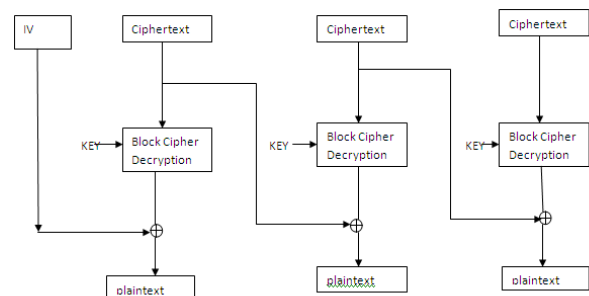 IV
Ciphertext
Ciphertext
Ciphertext
KEY
Block Cipher
Decryption
KEY
Block Cipher
Decryption
KEY
Block Cipher
Decryption
plaintext
plaintext
plaintext